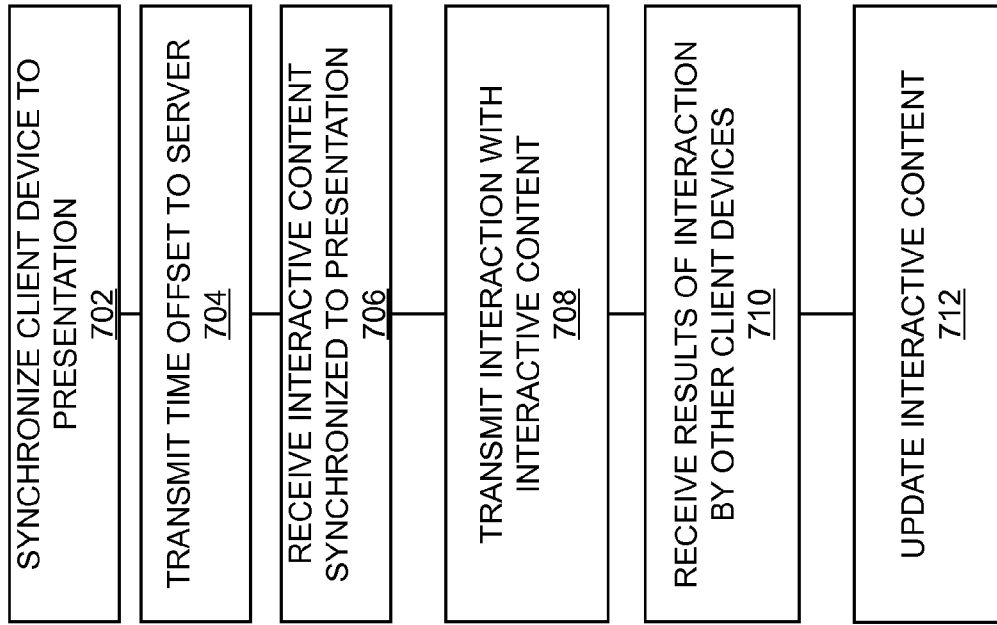 SYNCHRONIZE CLIENT DEVICE TO
PRESENTATION
702
TRANSMIT TIME OFFSET TO SERVER
704
RECEIVE INTERACTIVE CONTENT
SYNCHRONIZED TO PRESENTATION
706
TRANSMIT INTERACTION WITH
INTERACTIVE CONTENT
708
RECEIVE RESULTS OF INTERACTION
BY OTHER CLIENT DEVICES
710
UPDATE INTERACTIVE CONTENT
712